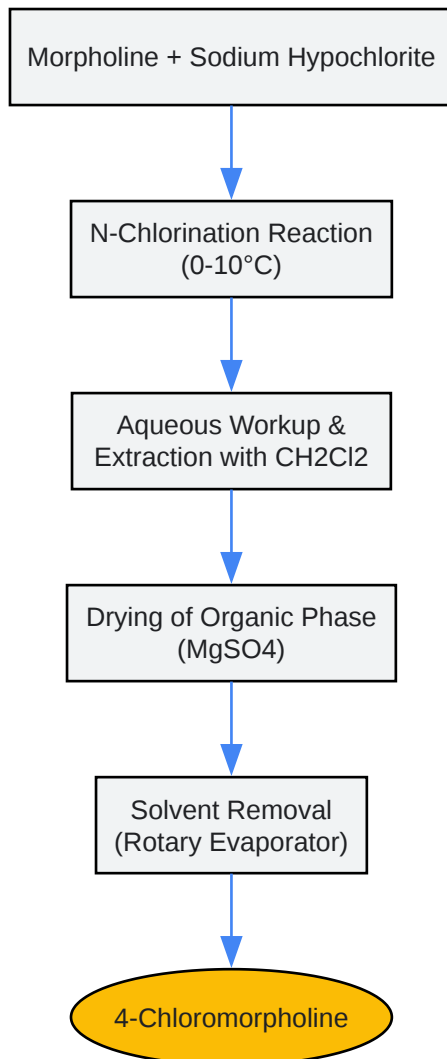 Morpholine + Sodium Hypochlorite
N-Chlorination Reaction
(0-10°C)
Aqueous Workup &
Extraction with CH2Cl2
Drying of Organic Phase
(MgSO4)
Solvent Removal
(Rotary Evaporator)
4-Chloromorpholine